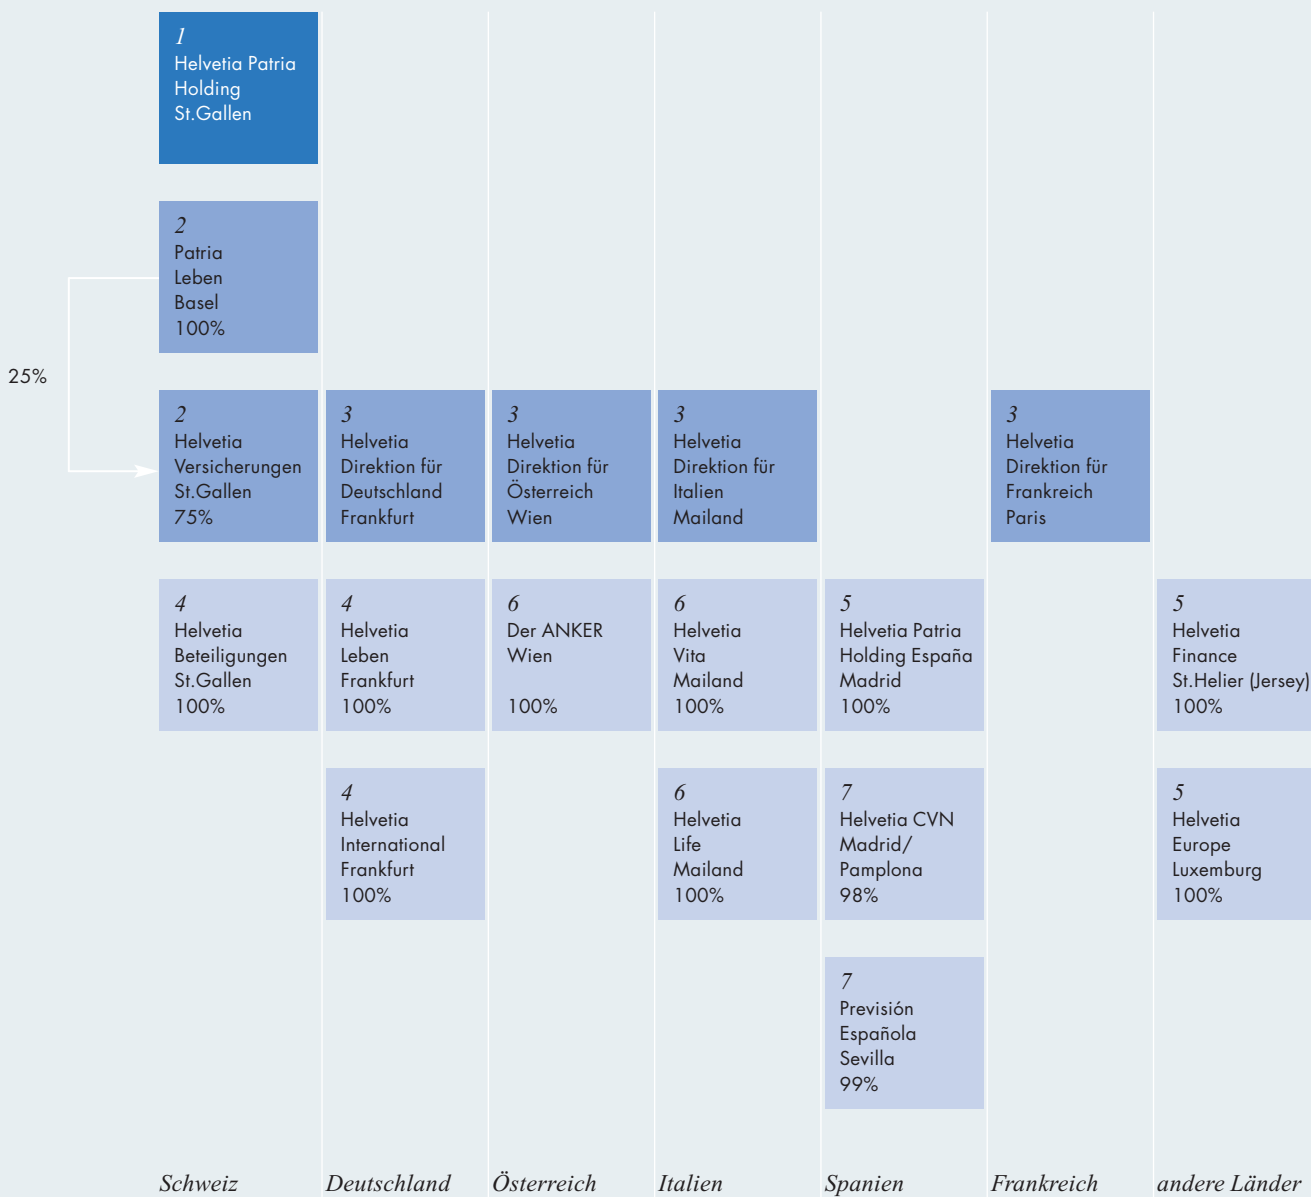 1
Helvetia Patria
Holding
St.Gallen
2
Patria
Leben
Basel
100%
25%
2
Helvetia
Versicherungen
St.Gallen
75%
3
Helvetia
Direktion für
Deutschland
Frankfurt
3
Helvetia
Direktion für
Österreich
Wien
3
Helvetia
Direktion für
Italien
Mailand
3
Helvetia
Direktion für
Frankreich
Paris
4
Helvetia
Beteiligungen
St.Gallen
100%
4
Helvetia
Leben
Frankfurt
100%
6
Der ANKER
Wien
100%
6
Helvetia
Vita
Mailand
100%
5
Helvetia Patria
Holding España
Madrid
100%
5
Helvetia
Finance
St.Helier (Jersey)
100%
4
Helvetia
International
Frankfurt
100%
6
Helvetia
Life
Mailand
100%
7
Helvetia CVN
Madrid/
Pamplona
98%
5
Helvetia
Europe
Luxemburg
100%
7
Previsión
Española
Sevilla
99%
Schweiz
Deutschland
Österreich
Italien
Spanien
Frankreich
andere Länder